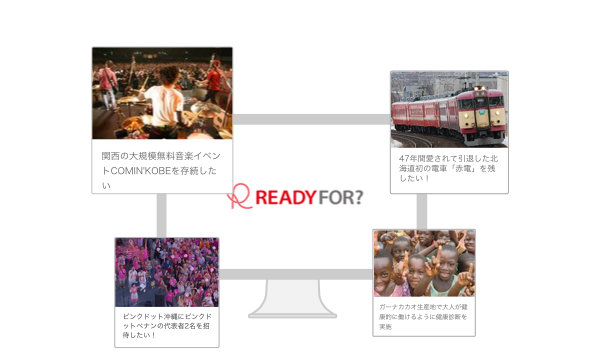 関西の大規模無料音楽イベン
トCOMIN'KOBEを存続した
い
47年間愛されて引退した北
海道初の電車「赤電」を残
したい！
READYFOR?
ピンクドット沖縄にピンクド
ットペナンの代表者2名を招
待したい！
ガーナカカオ生産地で大人が健
康的に働けるように健康診断を
実施